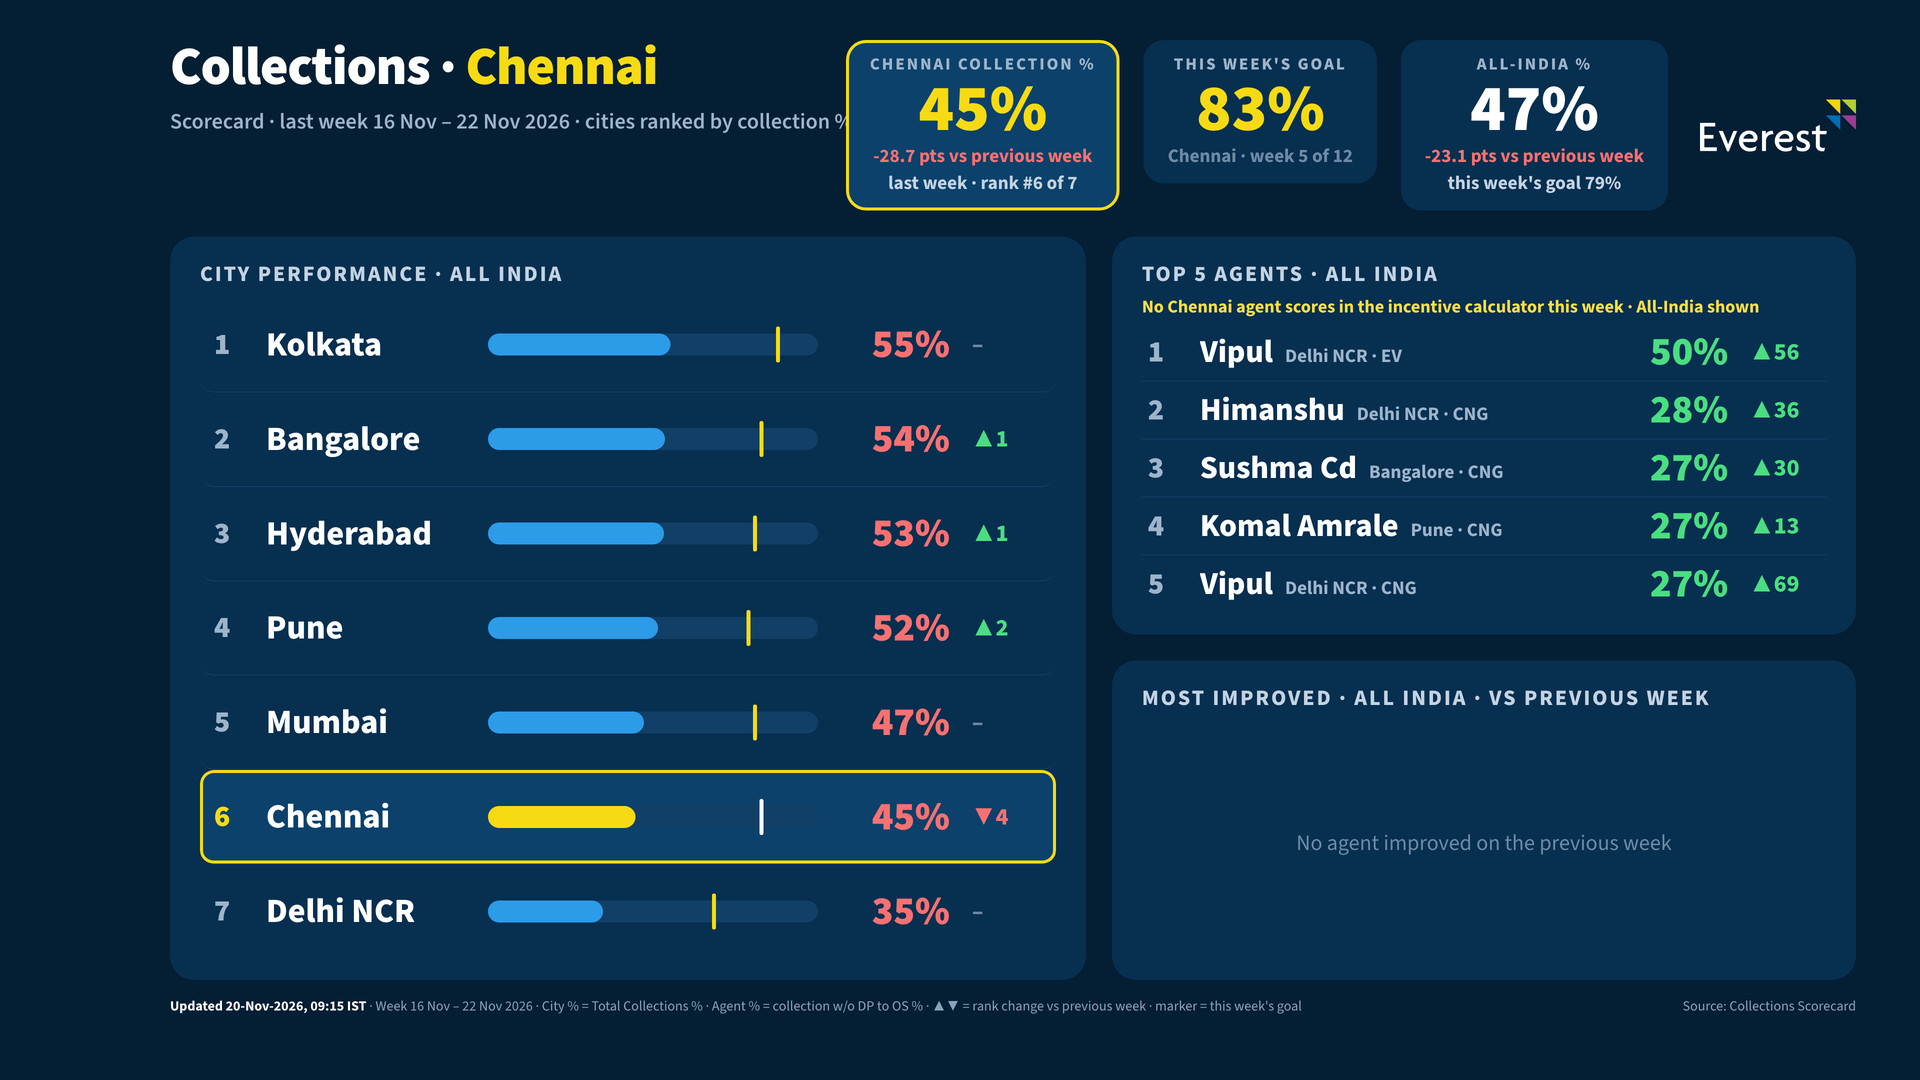 Collections · Chennai
Scorecard · last week 16 Nov – 22 Nov 2026 · cities ranked by collection %
CHENNAI COLLECTION %
45%
-28.7 pts vs previous week
last week · rank #6 of 7
THIS WEEK'S GOAL
83%
Chennai · week 5 of 12
ALL-INDIA %
47%
-23.1 pts vs previous week
this week's goal 79%
Everest
CITY PERFORMANCE · ALL INDIA
1 Kolkata 55% –
2 Bangalore 54% ▲1
3 Hyderabad 53% ▲1
4 Pune 52% ▲2
5 Mumbai 47% –
6 Chennai 45% ▼4
7 Delhi NCR 35% –
TOP 5 AGENTS · ALL INDIA
No Chennai agent scores in the incentive calculator this week · All-India shown
1 Vipul Delhi NCR · EV 50% ▲56
2 Himanshu Delhi NCR · CNG 28% ▲36
3 Sushma Cd Bangalore · CNG 27% ▲30
4 Komal Amrale Pune · CNG 27% ▲13
5 Vipul Delhi NCR · CNG 27% ▲69
MOST IMPROVED · ALL INDIA · VS PREVIOUS WEEK
No agent improved on the previous week
Updated 20-Nov-2026, 09:15 IST · Week 16 Nov – 22 Nov 2026 · City % = Total Collections % · Agent % = collection w/o DP to OS % · ▲ ▼ = rank change vs previous week · marker = this week's goal
Source: Collections Scorecard